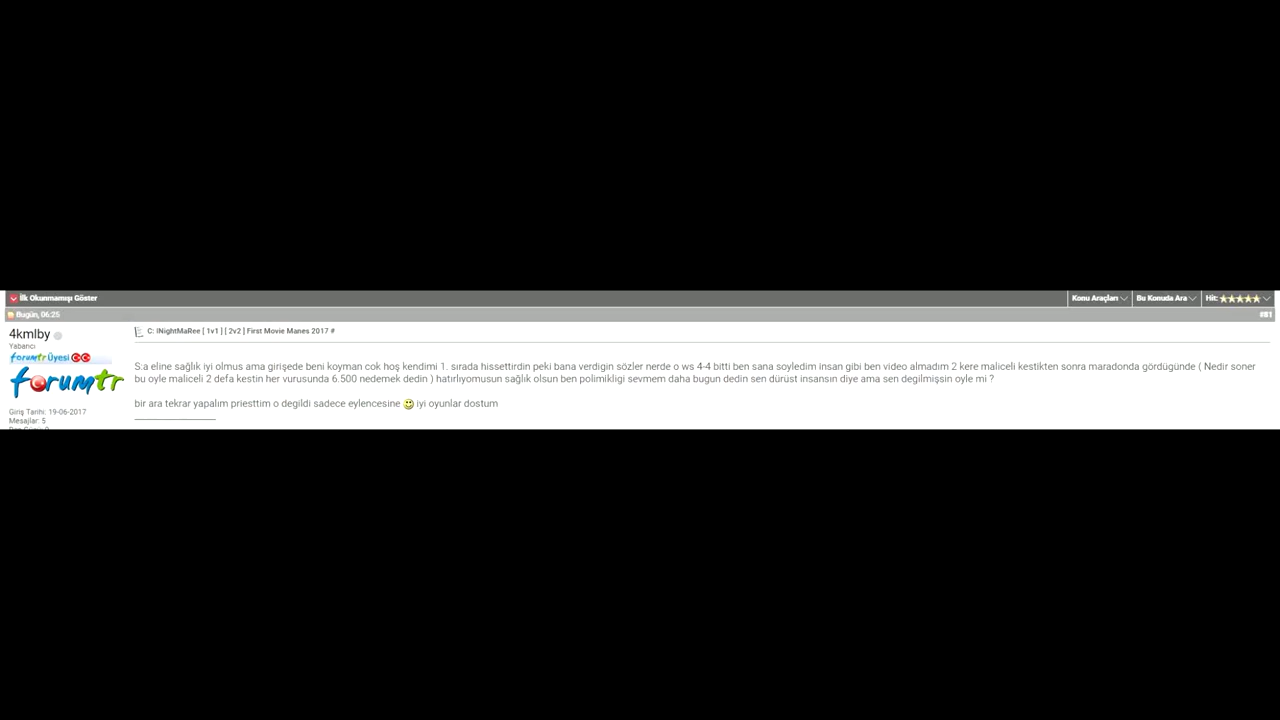 İlk Okunmamışı Göster
Konu Araçları
Bu Konuda Ara
Hit:
Bugün, 06:25
#81
4kmlby
Yabancı
forumtr Üyesi
forumtr
Giriş Tarihi: 19-06-2017
Mesajlar: 5
C: !NightMaRee [ 1v1 ] [ 2v2 ] First Movie Manes 2017 #
S:a eline sağlık iyi olmus ama girişede beni koyman cok hoş kendimi 1. sırada hissettirdin peki bana verdigin sözler nerde o ws 4-4 bitti ben sana soyledim insan gibi ben video almadım 2 kere maliceli kestikten sonra maradonda gördügünde ( Nedir soner
bu oyle maliceli 2 defa kestin her vurusunda 6.500 nedemek dedin ) hatırlıyomusun sağlık olsun ben polimikligi sevmem daha bugun dedin sen dürüst insansın diye ama sen degilmişsin oyle mi ?
bir ara tekrar yapalım priesttim o degildi sadece eylencesine iyi oyunlar dostum